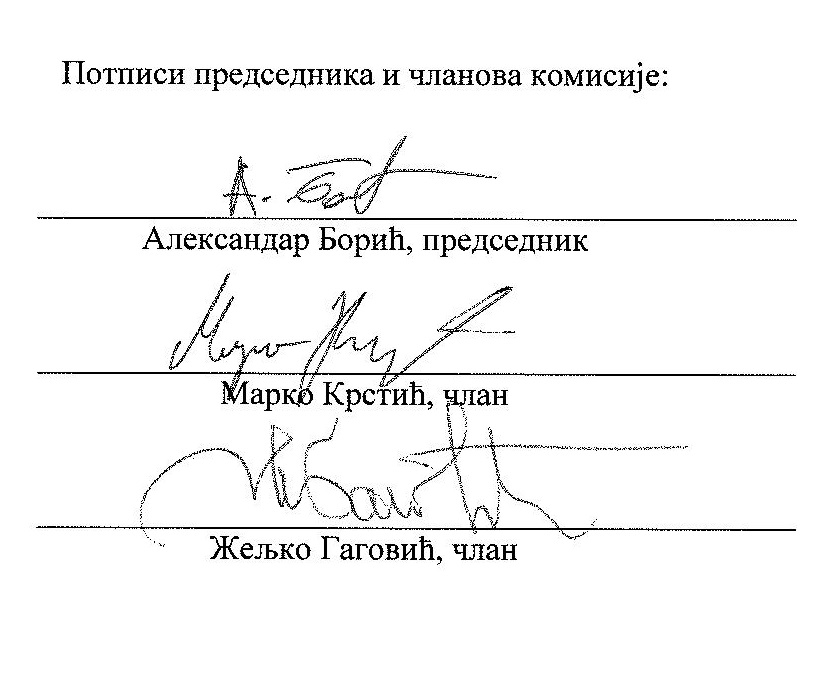 Потписи председника и чланова комисије:
Александар Борић, председник
Марко Крстић, члан
Жељко Гаговић, члан